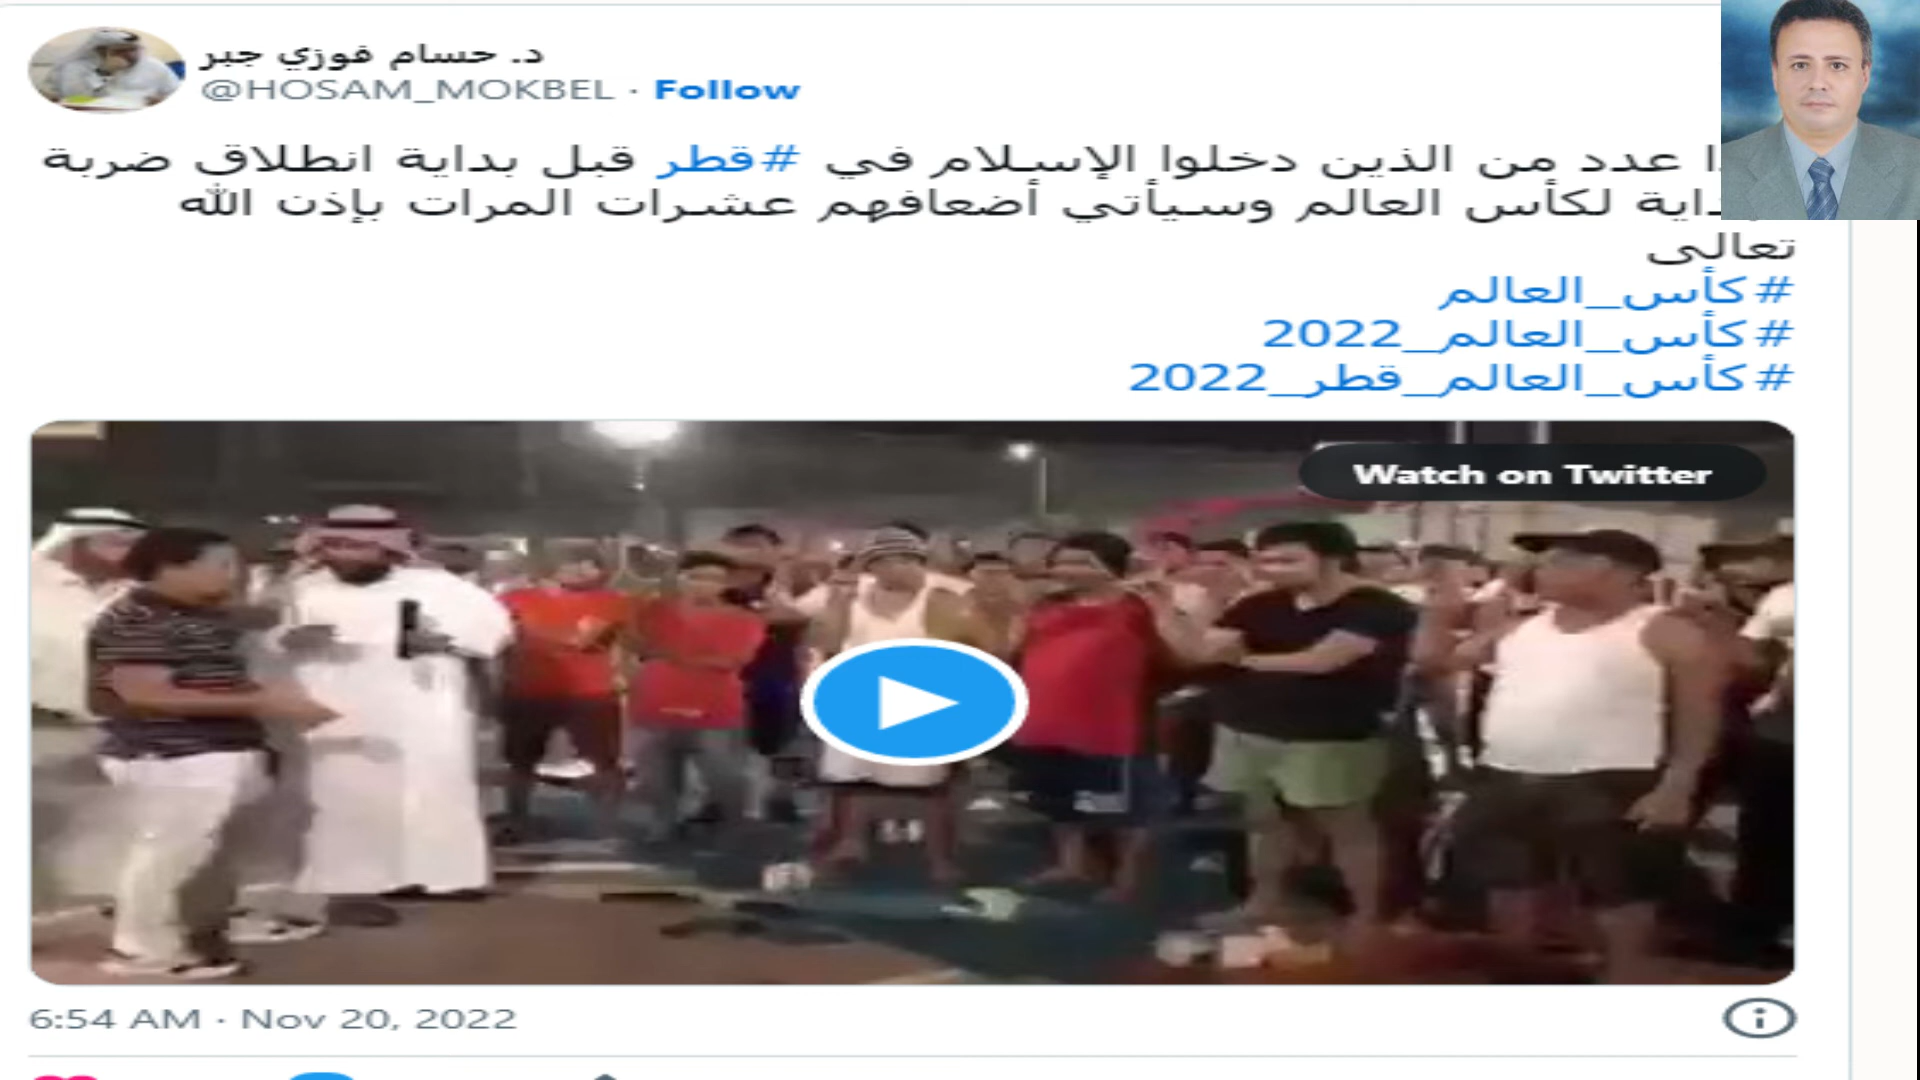 د. حسام فوزي جبر
@HOSAM_MOKBEL · Follow
عدد من الذين دخلوا الإسلام في #قطر قبل بداية انطلاق ضربة
لكأس العالم وسيأتي أضعافهم عشرات المرات بإذن الله
تعالى
#كأس_العالم
#كأس_العالم_2022
#كأس_العالم_قطر_2022
Watch on Twitter
6:54 AM · Nov 20, 2022